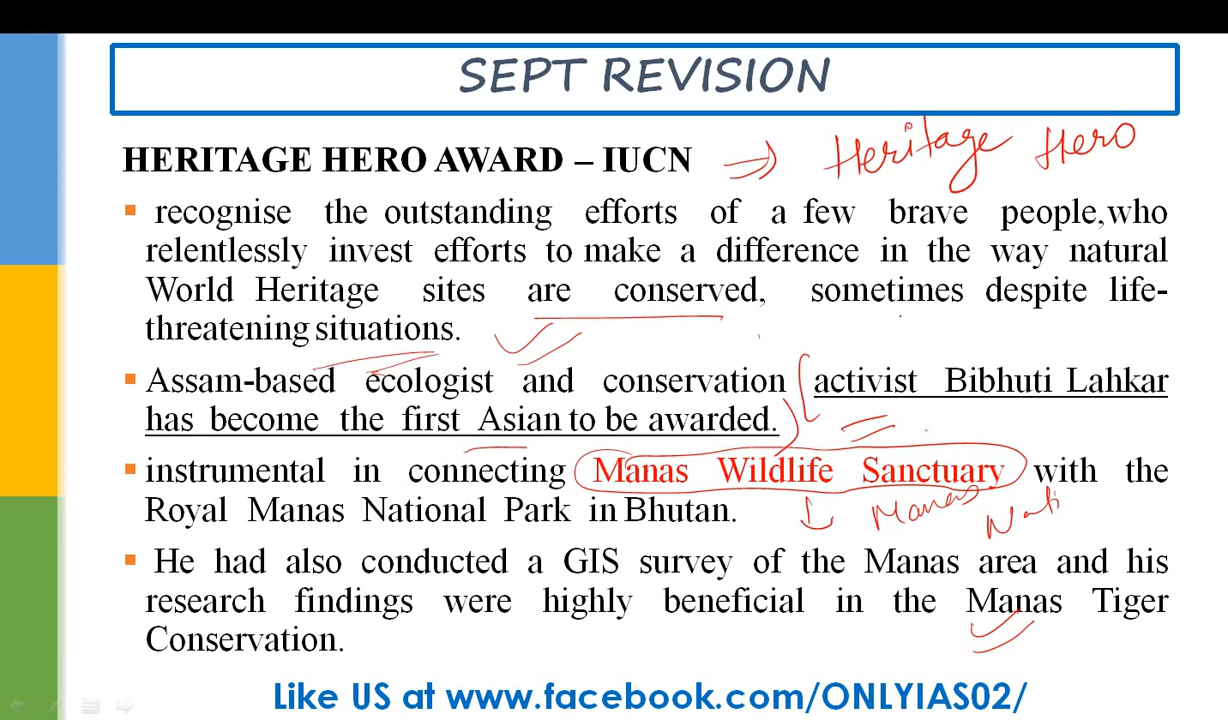 SEPT REVISION
HERITAGE HERO AWARD – IUCN
Heritage Hero
▪ recognise the outstanding efforts of a few brave people,who
relentlessly invest efforts to make a difference in the way natural
World Heritage sites are conserved, sometimes despite life-
threatening situations.
▪ Assam-based ecologist and conservation activist Bibhuti Lahkar
has become the first Asian to be awarded.
▪ instrumental in connecting Manas Wildlife Sanctuary with the
Royal Manas National Park in Bhutan.
Manas Nati
▪ He had also conducted a GIS survey of the Manas area and his
research findings were highly beneficial in the Manas Tiger
Conservation.
Like US at www.facebook.com/ONLYIAS02/